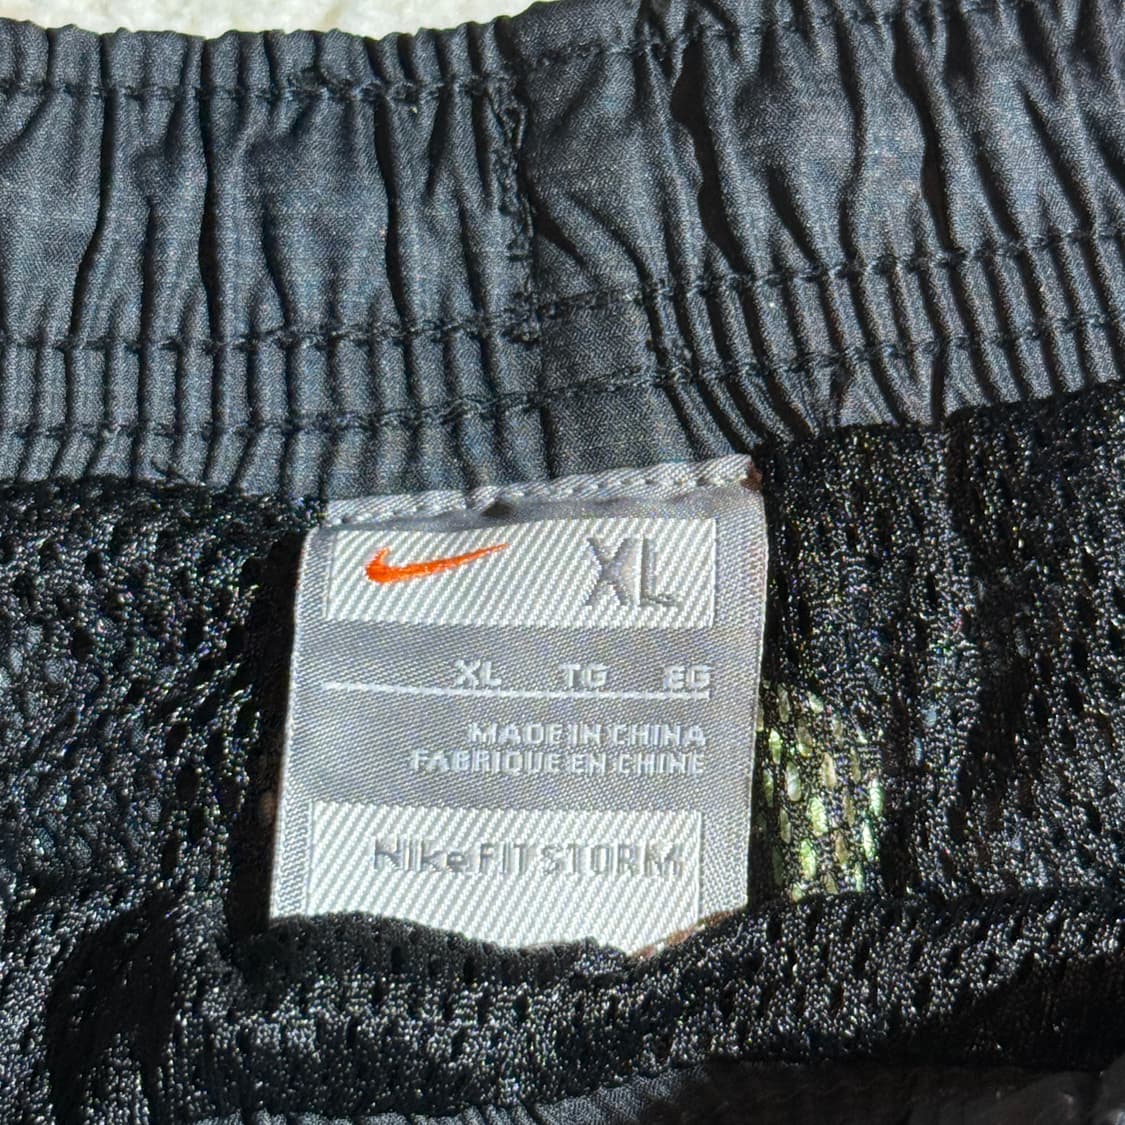 XL
XL TG EG
MADE IN CHINA
FABRIQUE EN CHINE
Nike FIT STORM